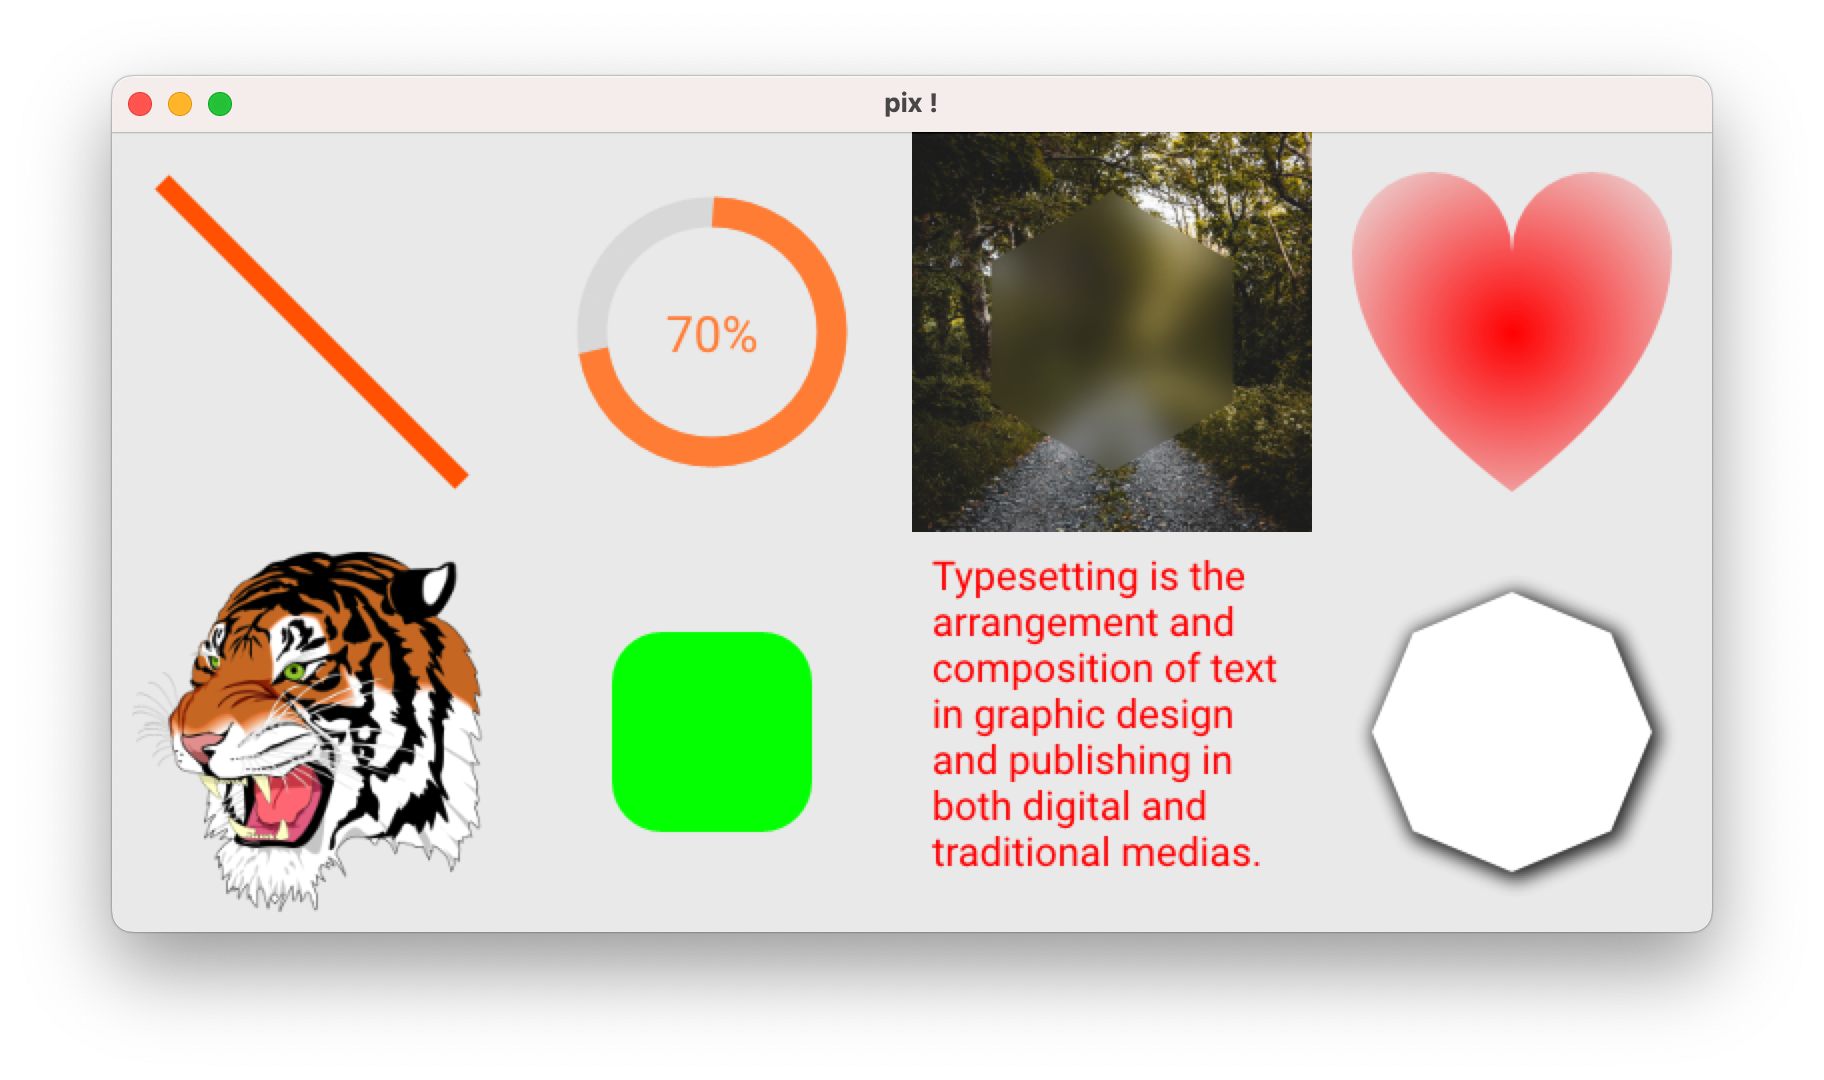 pix !
70%
Typesetting is the
arrangement and
composition of text
in graphic design
and publishing in
both digital and
traditional medias.